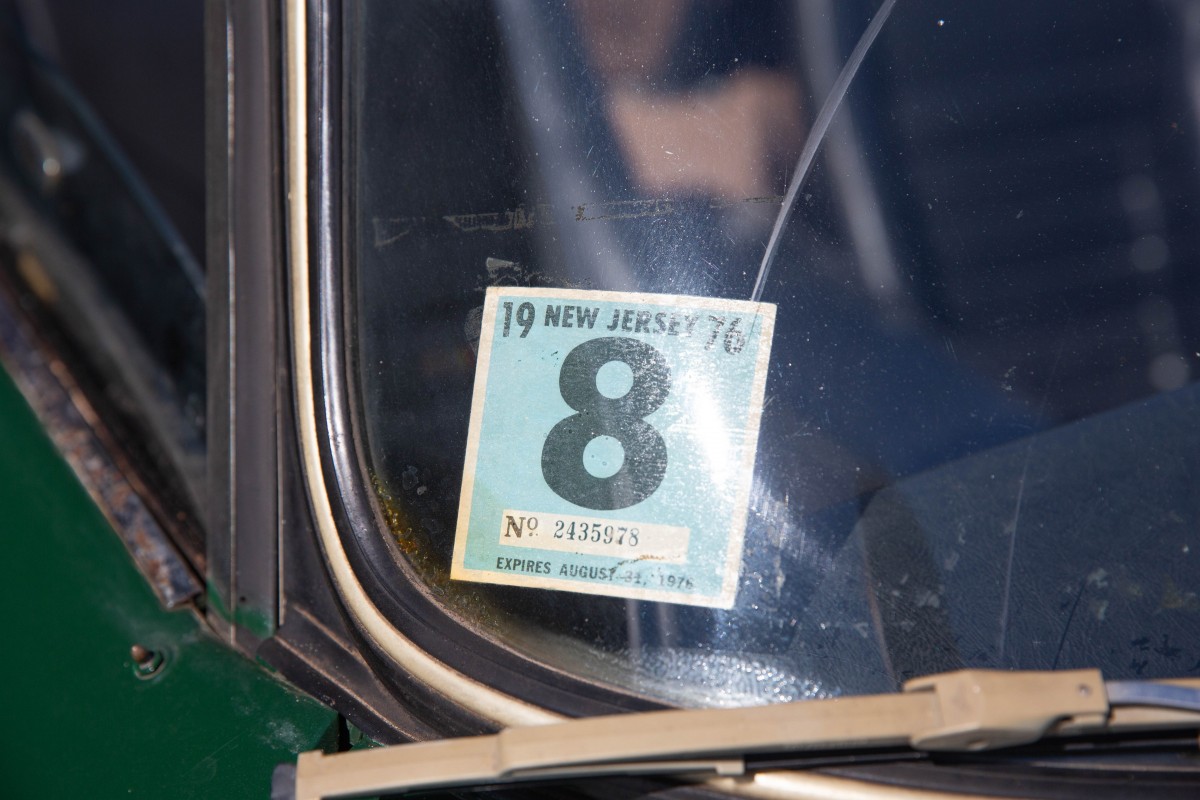 19 NEW JERSEY 76
8
Nº. 2435978
EXPIRES AUGUST 31, 1976